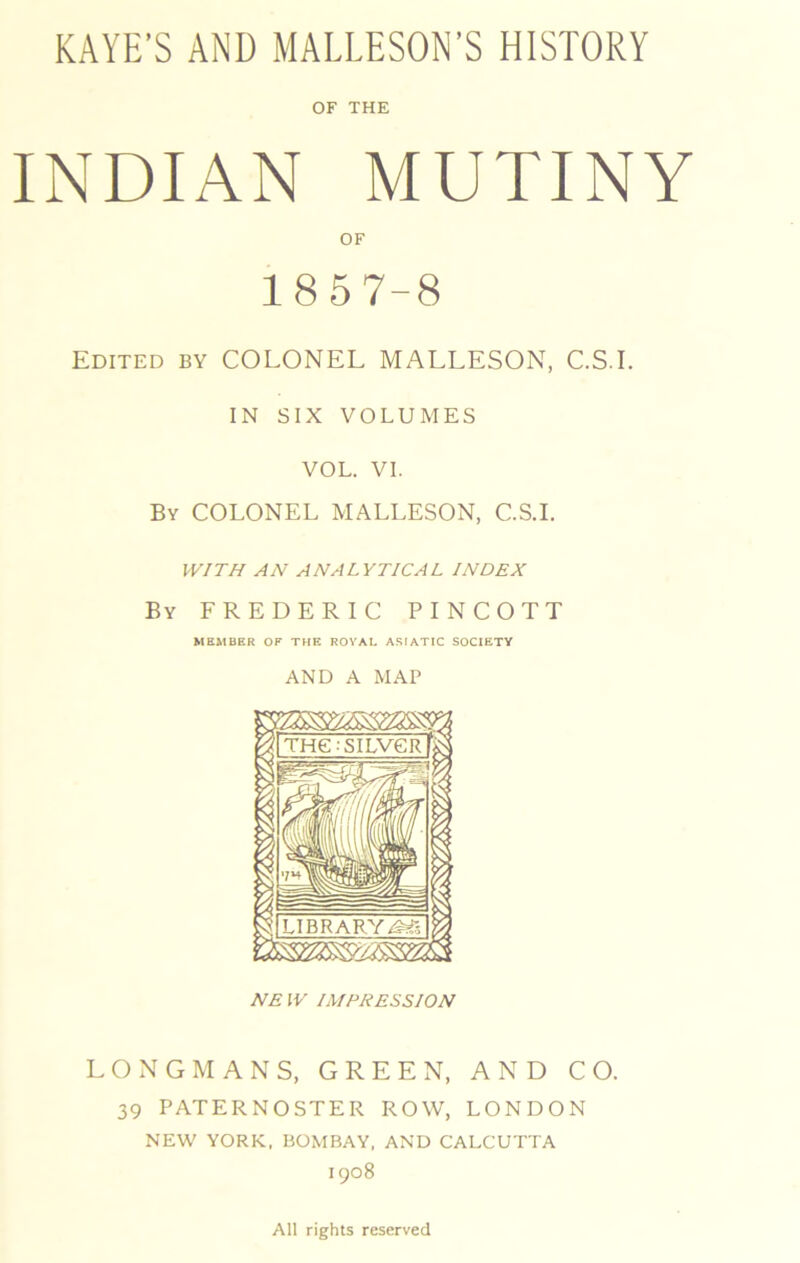 KAYE'S AND MALLESON'S HISTORY
OF THE
INDIAN MUTINY
OF
1857-8
EDITED BY COLONEL MALLESON, C.S.I.
IN SIX VOLUMES
VOL. VI.
BY COLONEL MALLESON, C.S.I.
WITH AN ANALYTICAL INDEX
BY FREDERIC PINCOTT
MEMBER OF THE ROYAL ASIATIC SOCIETY
AND A MAP
THE : SILVER
1724
LIBRARY
NEW IMPRESSION
LONGMANS, GREEN, AND CO.
39 PATERNOSTER ROW, LONDON
NEW YORK, BOMBAY, AND CALCUTTA
1908
All rights reserved